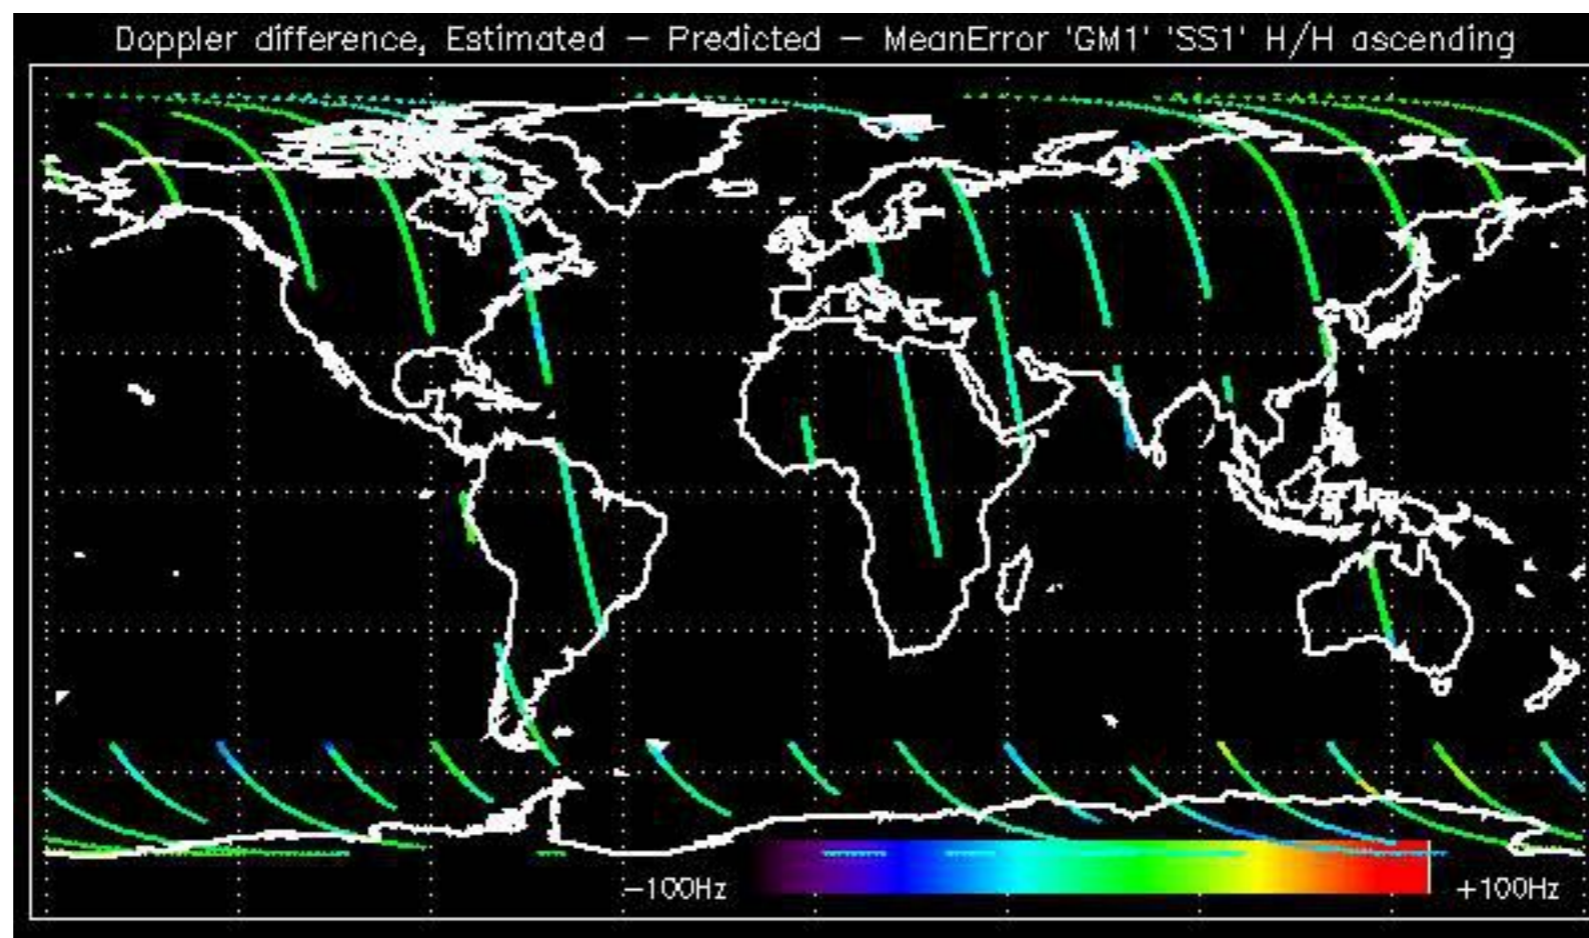 Doppler difference, Estimated — Predicted — MeanError 'GM1' 'SS1' H/H ascending
−100Hz
+100Hz